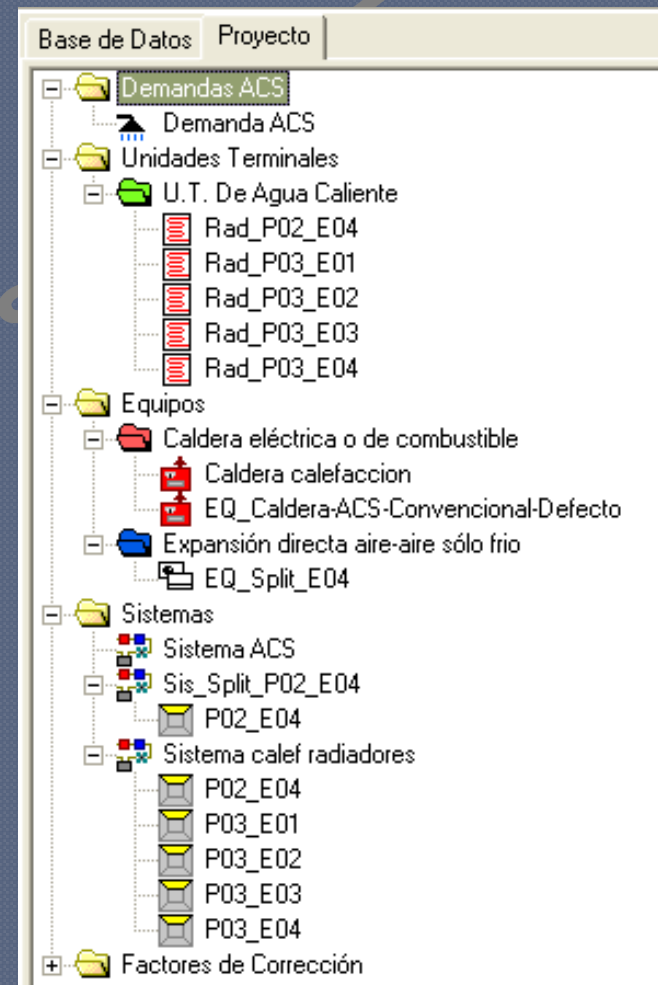 Base de Datos Proyecto
Demandas ACS
Demanda ACS
Unidades Terminales
U.T. De Agua Caliente
Rad_P02_E04
Rad_P03_E01
Rad_P03_E02
Rad_P03_E03
Rad_P03_E04
Equipos
Caldera eléctrica o de combustible
Caldera calefaccion
EQ_Caldera-ACS-Convencional-Defecto
Expansión directa aire-aire sólo frio
EQ_Split_E04
Sistemas
Sistema ACS
Sis_Split_P02_E04
P02_E04
Sistema calef radiadores
P02_E04
P03_E01
P03_E02
P03_E03
P03_E04
Factores de Corrección